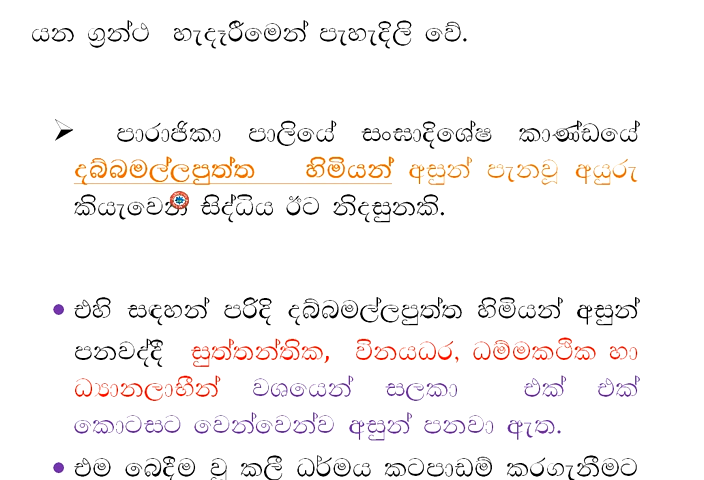 යන ග්‍රන්ථ හැදෑරීමෙන් පැහැදිලි වේ.
පාරාජිකා පාලියේ සංඝාදිශේෂ කාණ්ඩයේ
දබ්බමල්ලපුත්ත හිමියන් අසුන් පැනවූ අයුරු
කියැවෙන සිද්ධිය ඊට නිදසුනකි.
එහි සඳහන් පරිදි දබ්බමල්ලපුත්ත හිමියන් අසුන්
පනවද්දී සුත්තන්තික, විනයධර, ධම්මකථික හා
ධ්‍යානලාභීන් වශයෙන් සලකා එක් එක්
කොටසට වෙන්වෙන්ව අසුන් පනවා ඇත.
එම බෙදීම වූ කලී ධර්මය කටපාඩම් කරගැනීමට